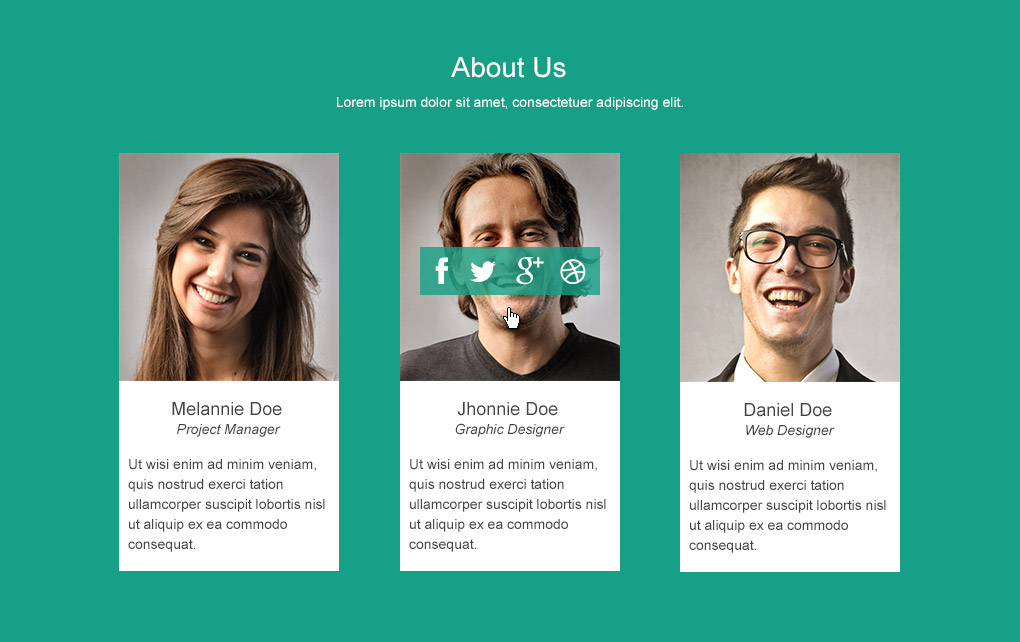 About Us
Lorem ipsum dolor sit amet, consectetuer adipiscing elit.
Melannie Doe
Project Manager
Ut wisi enim ad minim veniam,
quis nostrud exerci tation
ullamcorper suscipit lobortis nisl
ut aliquip ex ea commodo
consequat.
Jhonnie Doe
Graphic Designer
Ut wisi enim ad minim veniam,
quis nostrud exerci tation
ullamcorper suscipit lobortis nisl
ut aliquip ex ea commodo
consequat.
Daniel Doe
Web Designer
Ut wisi enim ad minim veniam,
quis nostrud exerci tation
ullamcorper suscipit lobortis nisl
ut aliquip ex ea commodo
consequat.